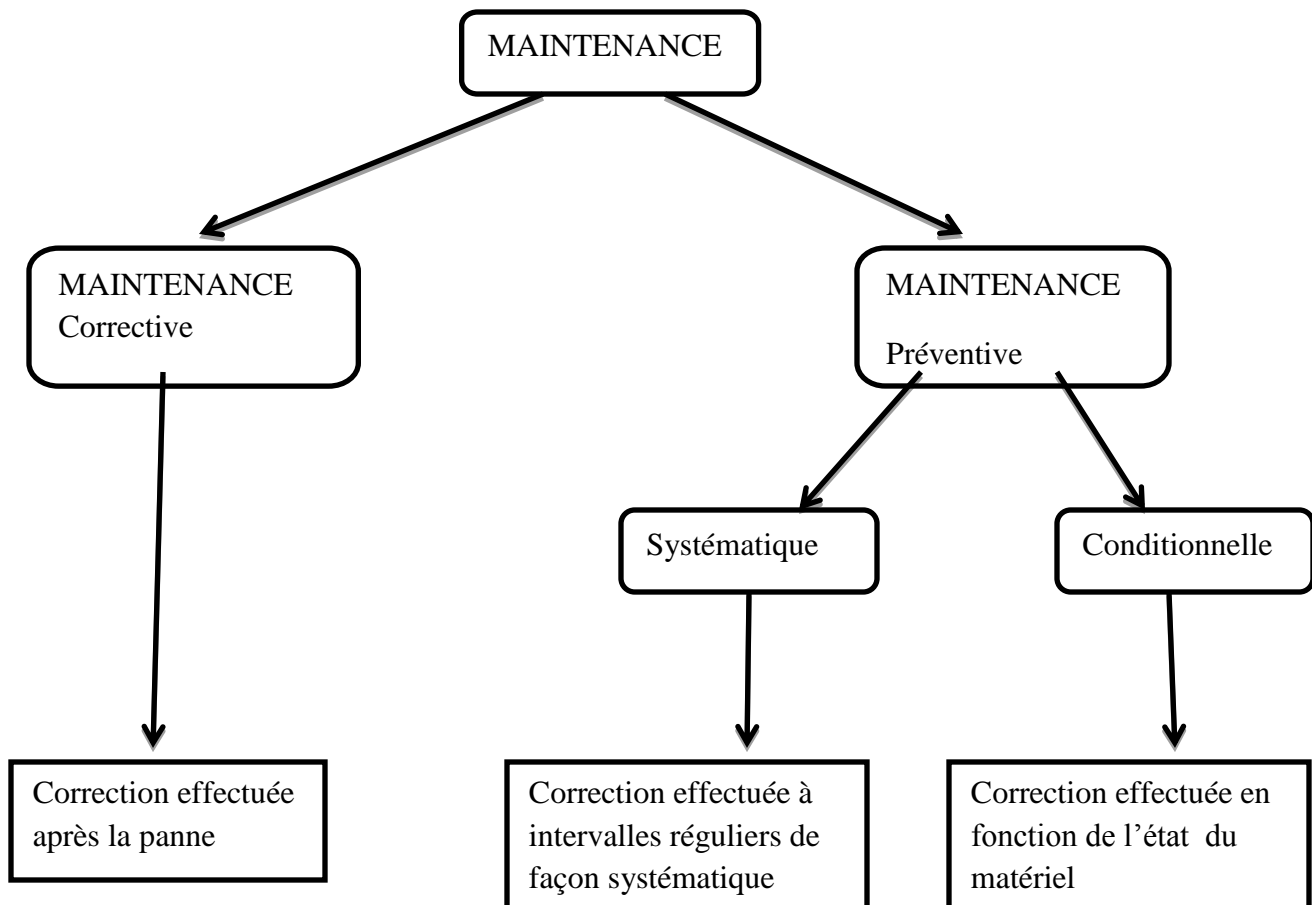 MAINTENANCE
MAINTENANCE
Corrective
MAINTENANCE
Préventive
Systématique
Conditionnelle
Correction effectuée
après la panne
Correction effectuée à
intervalles réguliers de
façon systématique
Correction effectuée en
fonction de l’état du
matériel